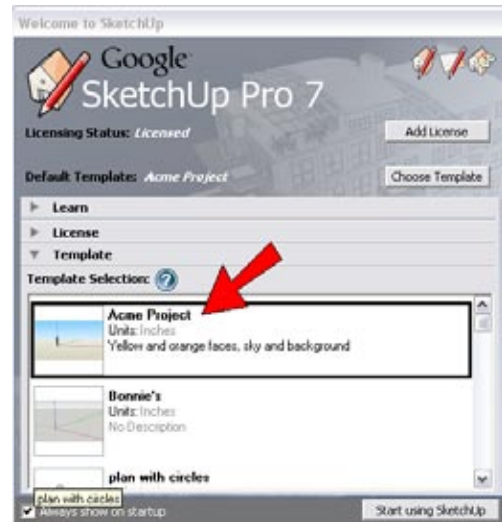 Welcome to SketchUp
Google
SketchUp Pro 7
Licensing Status: Licensed
Add License
Default Template: Acme Project
Choose Template
Learn
License
Template
Template Selection:
Acme Project
Units: Inches
Yellow and orange faces, sky and background
Bonnie's
Units: Inches
No Description
plan with circles
plan with circles
Always show on startup
Start using SketchUp